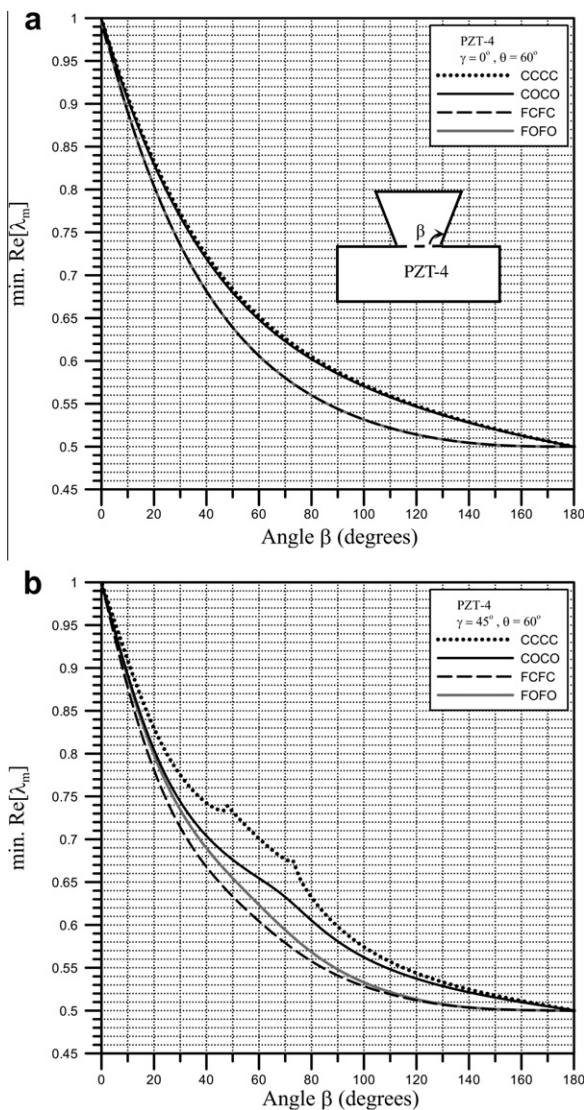 a
1
0.95
0.9
0.85
0.8
0.75
0.7
0.65
0.6
0.55
0.5
0.45
min. Re[λm]
PZT-4
γ = 0° , θ = 60°
CCCC
COCO
FCFC
FOFO
β
PZT-4
0 20 40 60 80 100 120 140 160 180
Angle β (degrees)
b
1
0.95
0.9
0.85
0.8
0.75
0.7
0.65
0.6
0.55
0.5
0.45
min. Re[λm]
PZT-4
γ = 45° , θ = 60°
CCCC
COCO
FCFC
FOFO
0 20 40 60 80 100 120 140 160 180
Angle β (degrees)